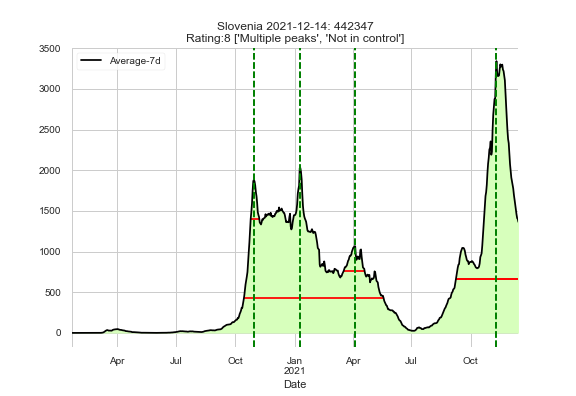 Slovenia 2021-12-14: 442347
Rating:8 ['Multiple peaks', 'Not in control']
Average-7d
3500
3000
2500
2000
1500
1000
500
0
Apr Jul Oct Jan Apr Jul Oct
2021
Date